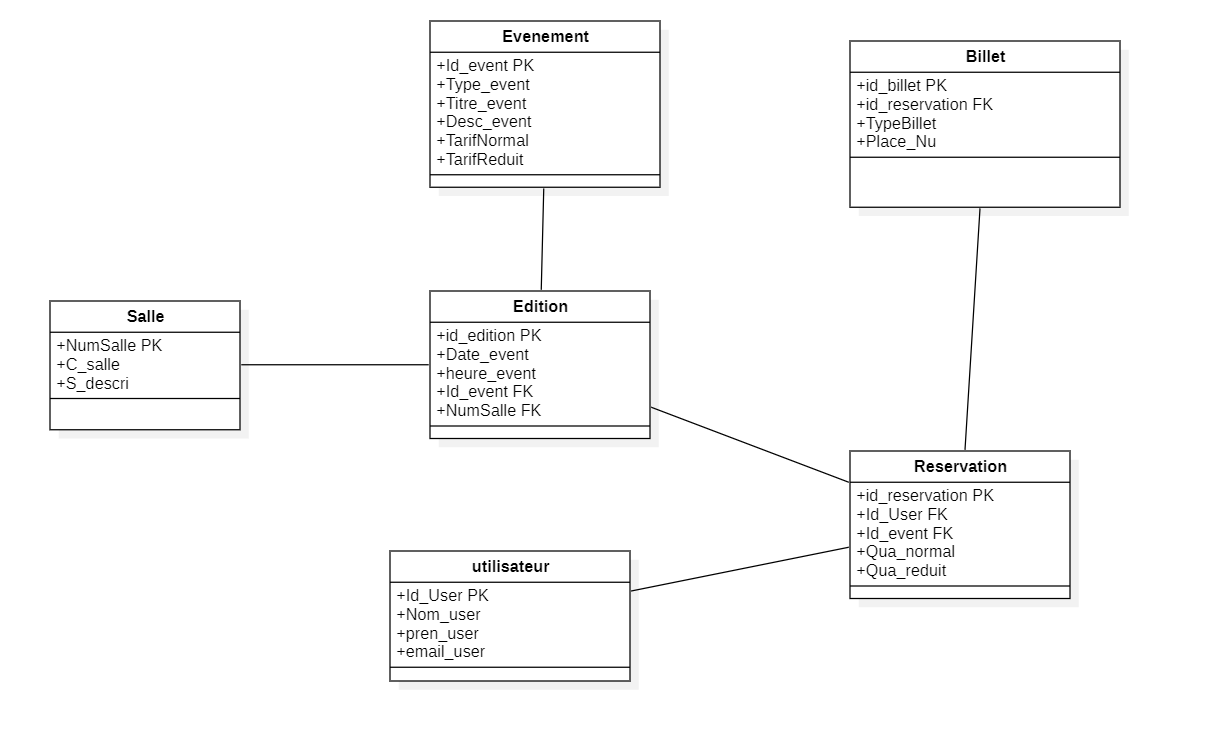 Evenement
+Id_event PK
+Type_event
+Titre_event
+Desc_event
+TarifNormal
+TarifReduit
Billet
+id_billet PK
+id_reservation FK
+TypeBillet
+Place_Nu
Salle
+NumSalle PK
+C_salle
+S_descri
Edition
+id_edition PK
+Date_event
+heure_event
+Id_event FK
+NumSalle FK
Reservation
+id_reservation PK
+Id_User FK
+Id_event FK
+Qua_normal
+Qua_reduit
utilisateur
+Id_User PK
+Nom_user
+pren_user
+email_user